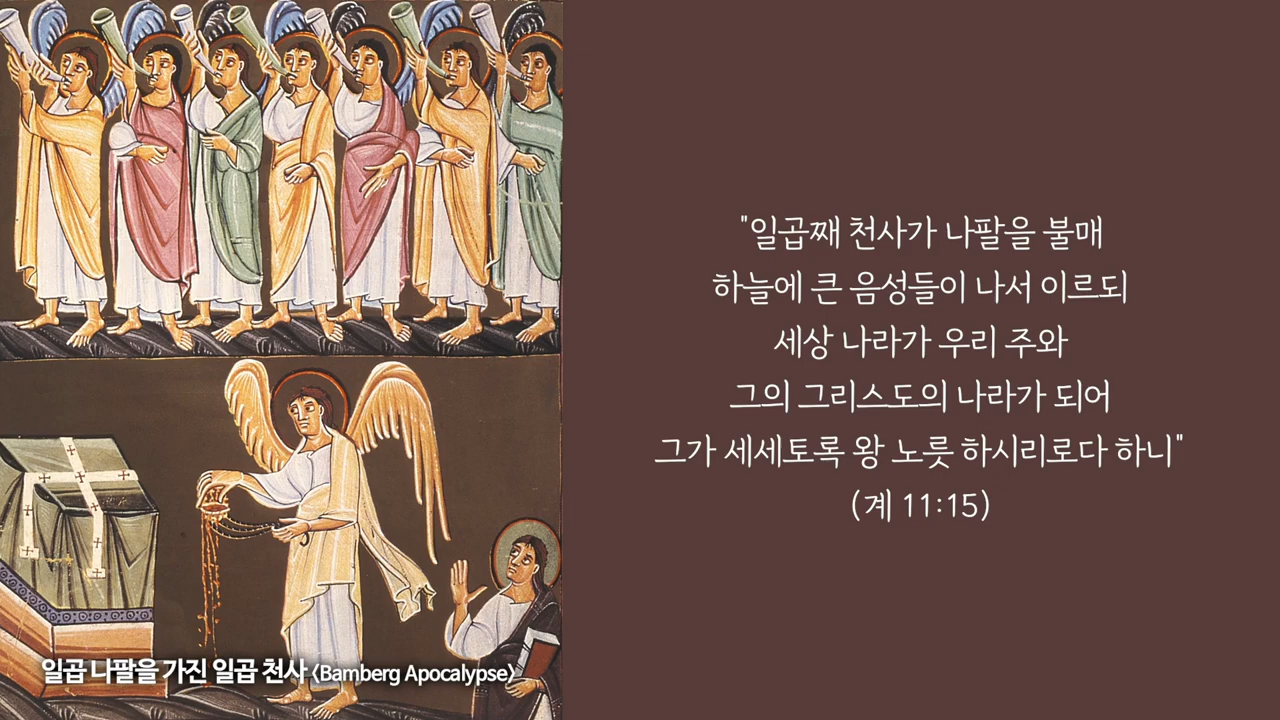 일곱 나팔을 가진 일곱 천사 〈Bamberg Apocalypse〉
"일곱째 천사가 나팔을 불매
하늘에 큰 음성들이 나서 이르되
세상 나라가 우리 주와
그의 그리스도의 나라가 되어
그가 세세토록 왕 노릇 하시리로다 하니"
(계 11:15)